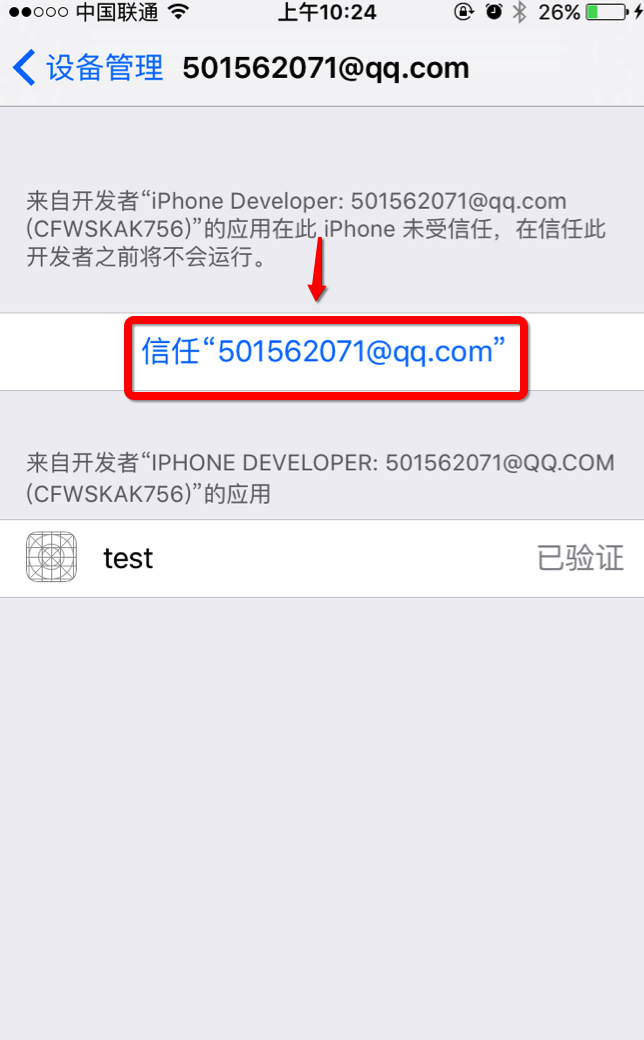 中国联通 上午10:24 26%
设备管理 501562071@qq.com
来自开发者“iPhone Developer: 501562071@qq.com
(CFWSKAK756)”的应用在此 iPhone 未受信任，在信任此
开发者之前将不会运行。
信任“501562071@qq.com”
来自开发者“IPHONE DEVELOPER: 501562071@QQ.COM
(CFWSKAK756)”的应用
test 已验证